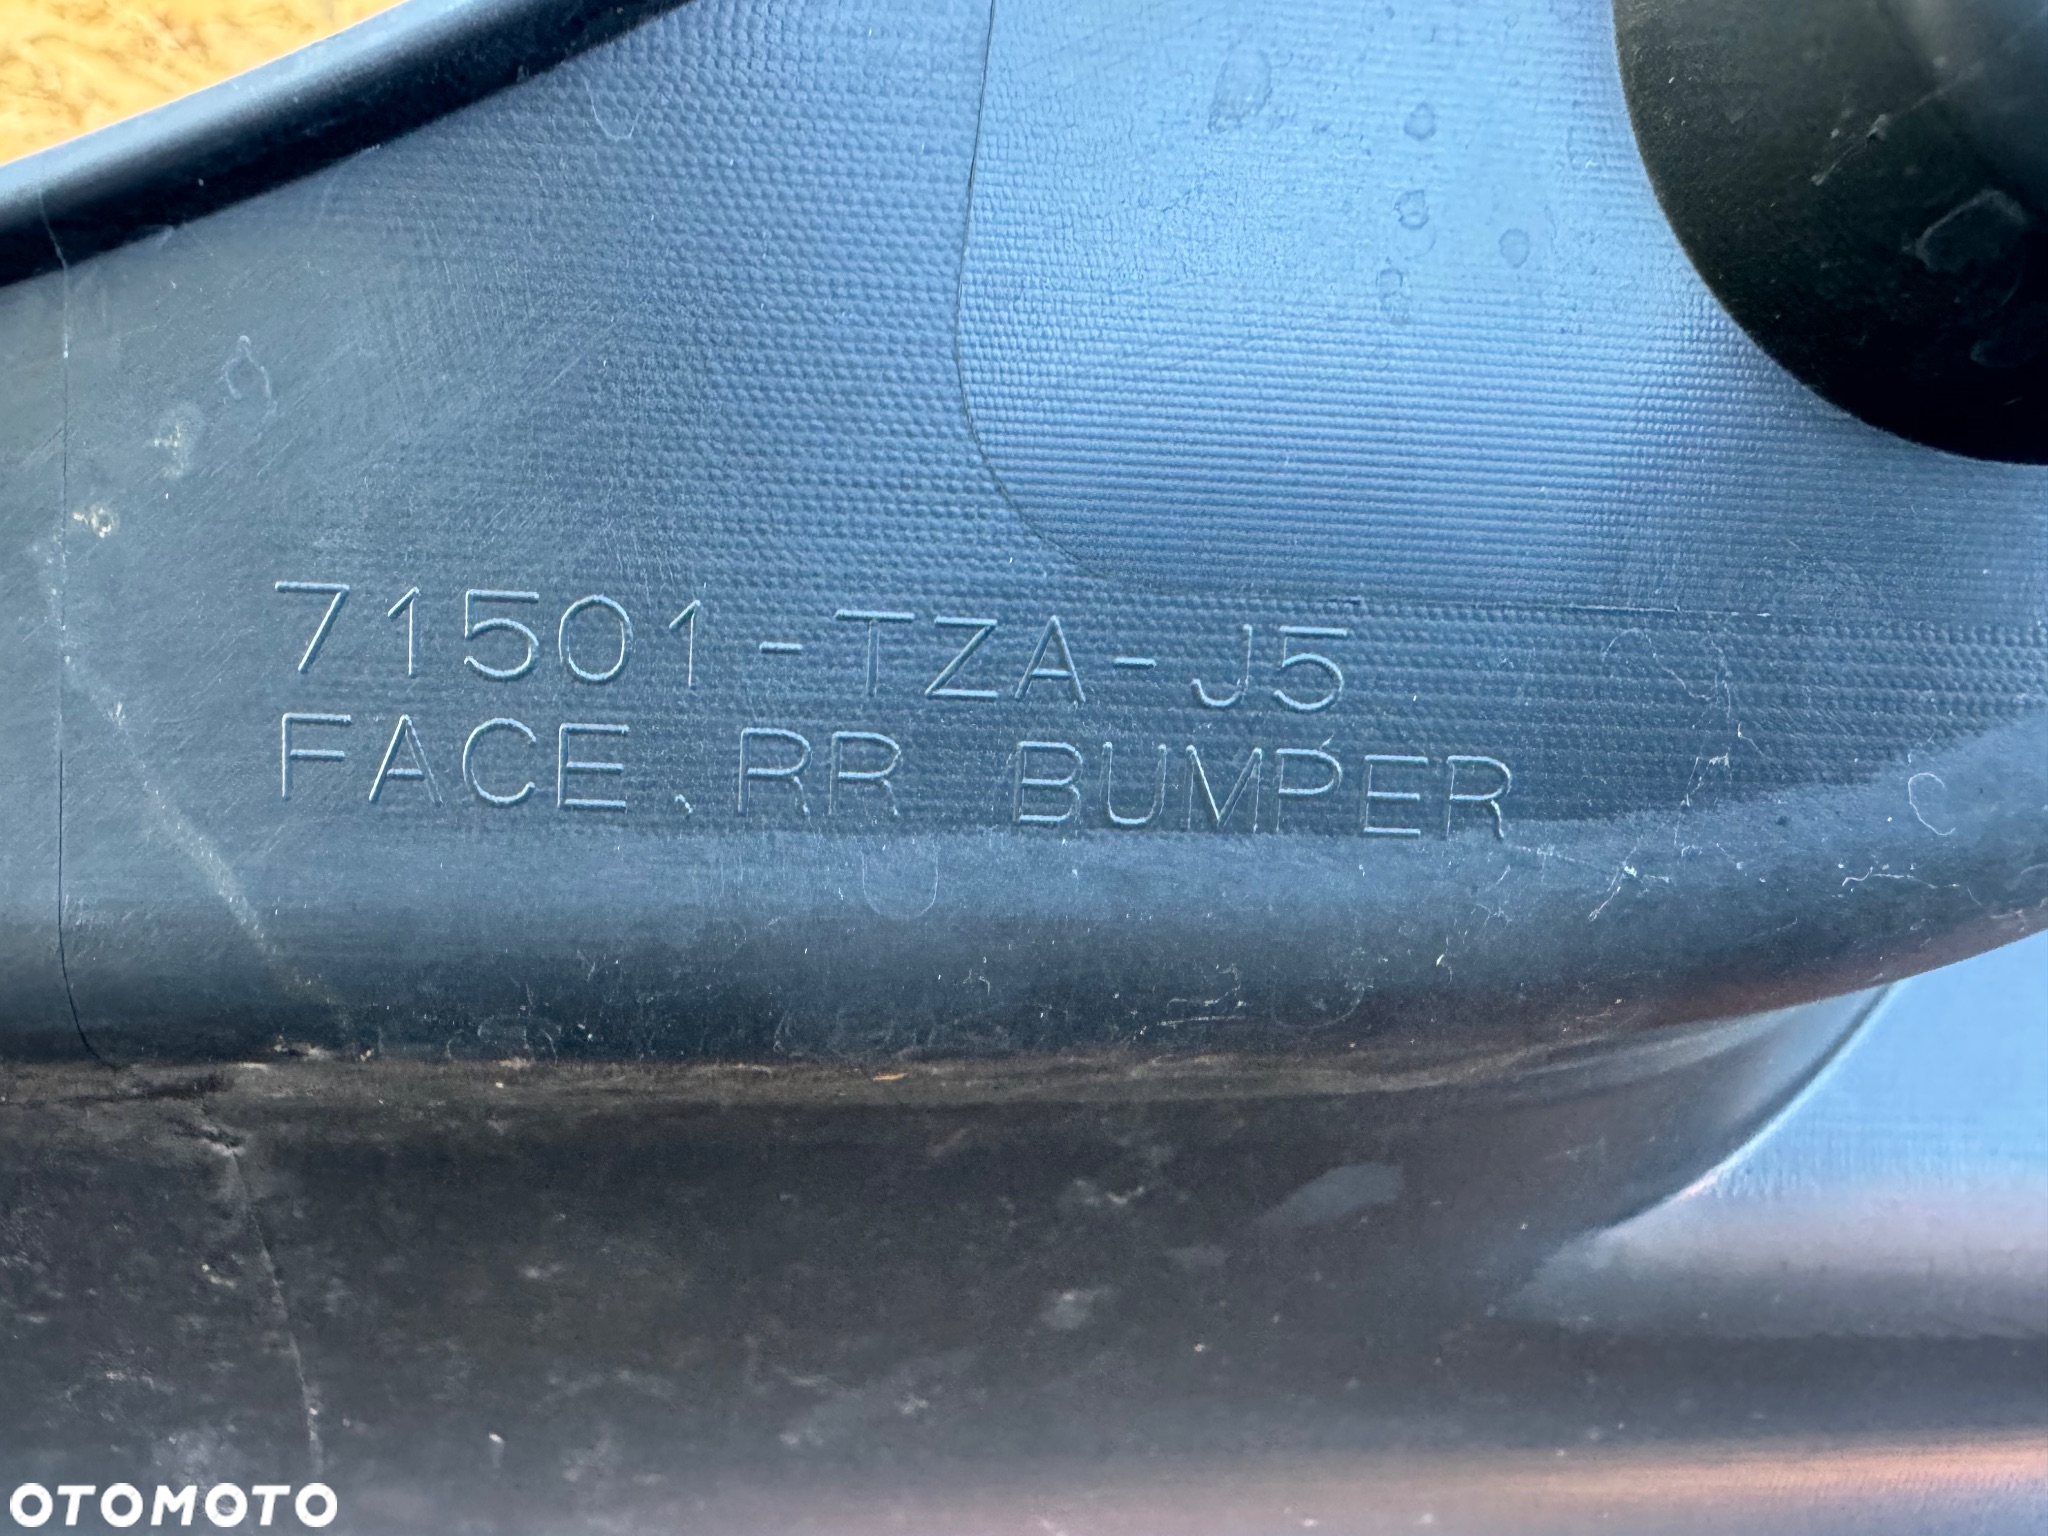 71501-TZA-J5
FACE, RR BUMPER
OTOMOTO